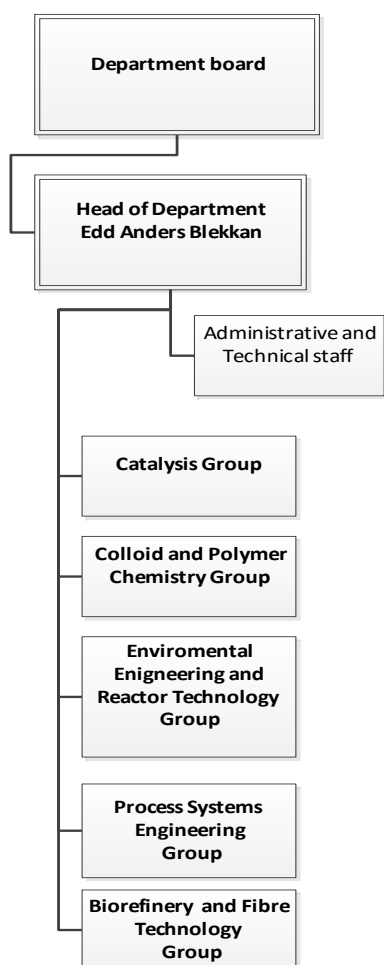 Department board
Head of Department
Edd Anders Blekkan
Administrative and
Technical staff
Catalysis Group
Colloid and Polymer
Chemistry Group
Enviromental
Enigneering and
Reactor Technology
Group
Process Systems
Engineering
Group
Biorefinery and Fibre
Technology
Group